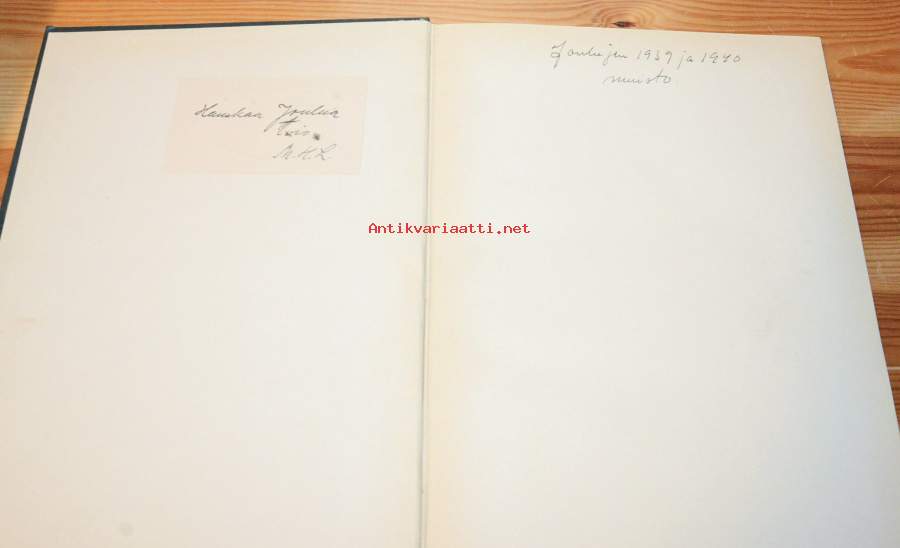 Hauskaa Joulua
M.K.L.
Joulujen 1939 ja 1940
muisto
Antikvariaatti.net